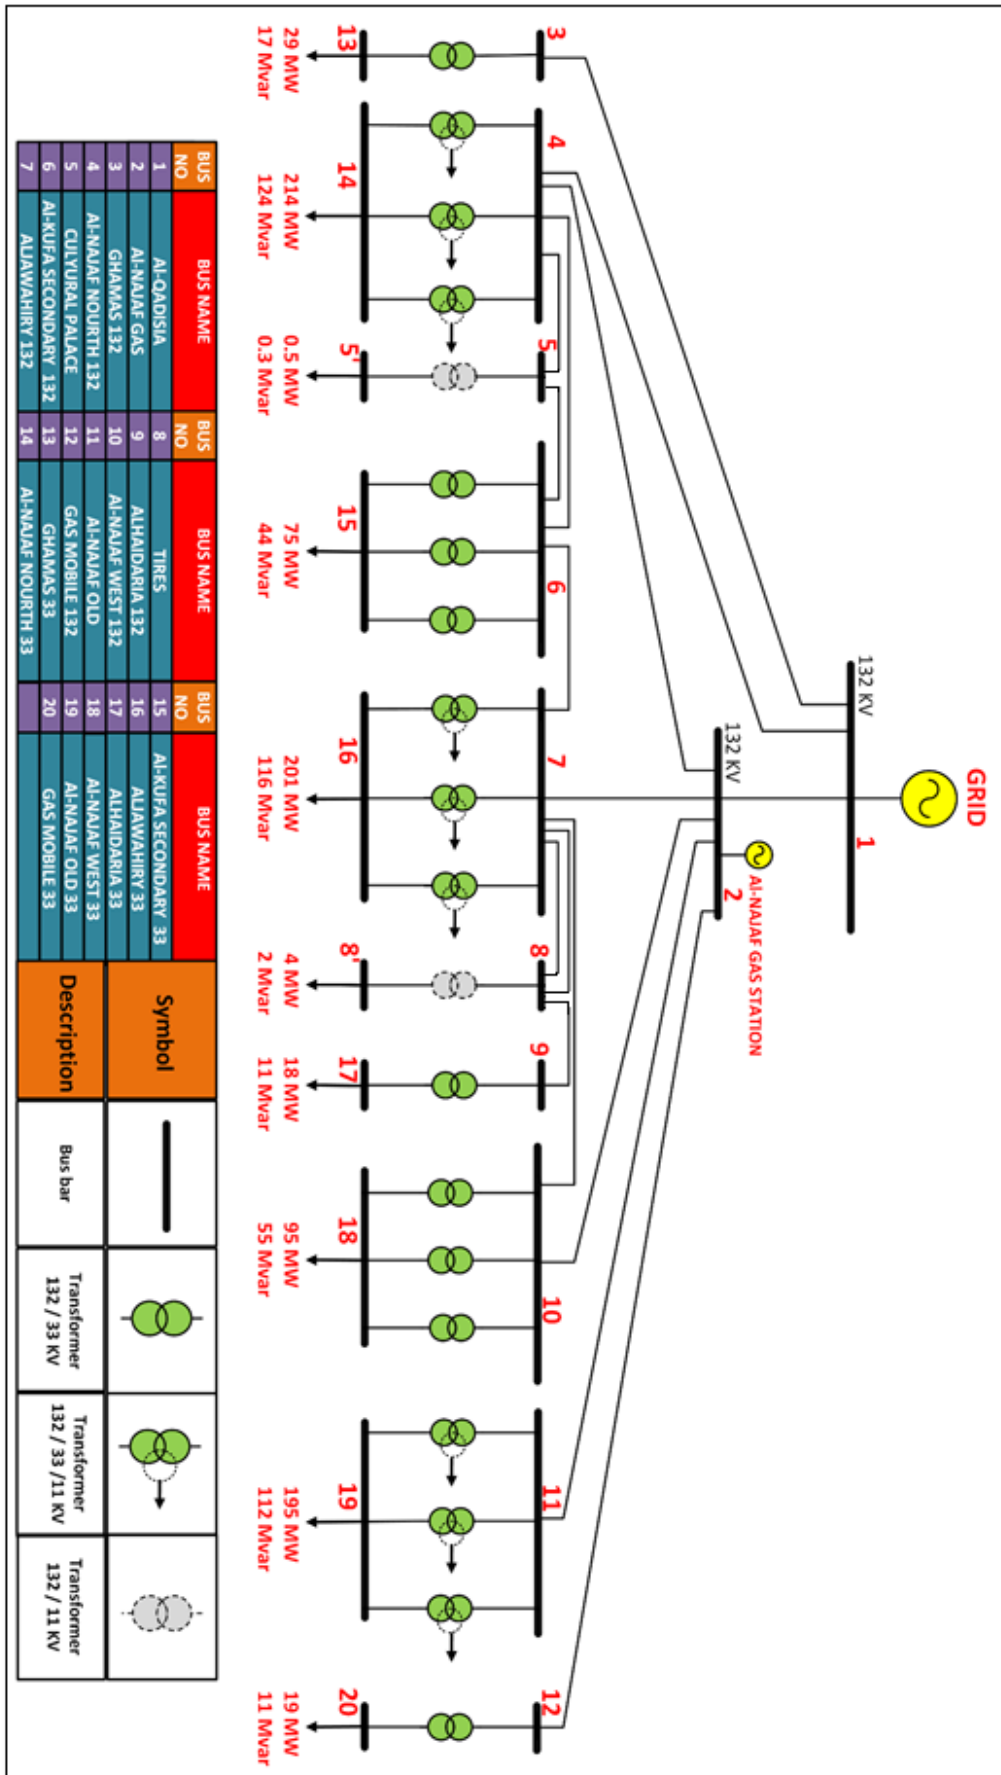 GRID
132 KV
1
Al-NAJAF GAS STATION
132 KV
2
3
4
5
6
7
8
9
10
11
12
13
14
5'
15
16
8'
17
18
19
20
29 MW
17 Mvar
214 MW
124 Mvar
0.5 MW
0.3 Mvar
75 MW
44 Mvar
201 MW
116 Mvar
4 MW
2 Mvar
18 MW
11 Mvar
95 MW
55 Mvar
195 MW
112 Mvar
19 MW
11 Mvar
BUS NO BUS NAME BUS NO BUS NAME BUS NO BUS NAME
1 Al-QADISIA 8 TIRES 15 Al-KUFA SECONDARY 33
2 Al-NAJAF GAS 9 ALHAIDARIA 132 16 ALJAWAHIRY 33
3 GHAMAS 132 10 Al-NAJAF WEST 132 17 ALHAIDARIA 33
4 Al-NAJAF NOURTH 132 11 Al-NAJAF OLD 18 Al-NAJAF WEST 33
5 CULYURAL PALACE 12 GAS MOBILE 132 19 Al-NAJAF OLD 33
6 Al-KUFA SECONDARY 132 13 GHAMAS 33 20 GAS MOBILE 33
7 ALJAWAHIRY 132 14 Al-NAJAF NOURTH 33
Symbol
Description
Bus bar
Transformer
132 / 33 KV
Transformer
132 / 33 /11 KV
Transformer
132 / 11 KV